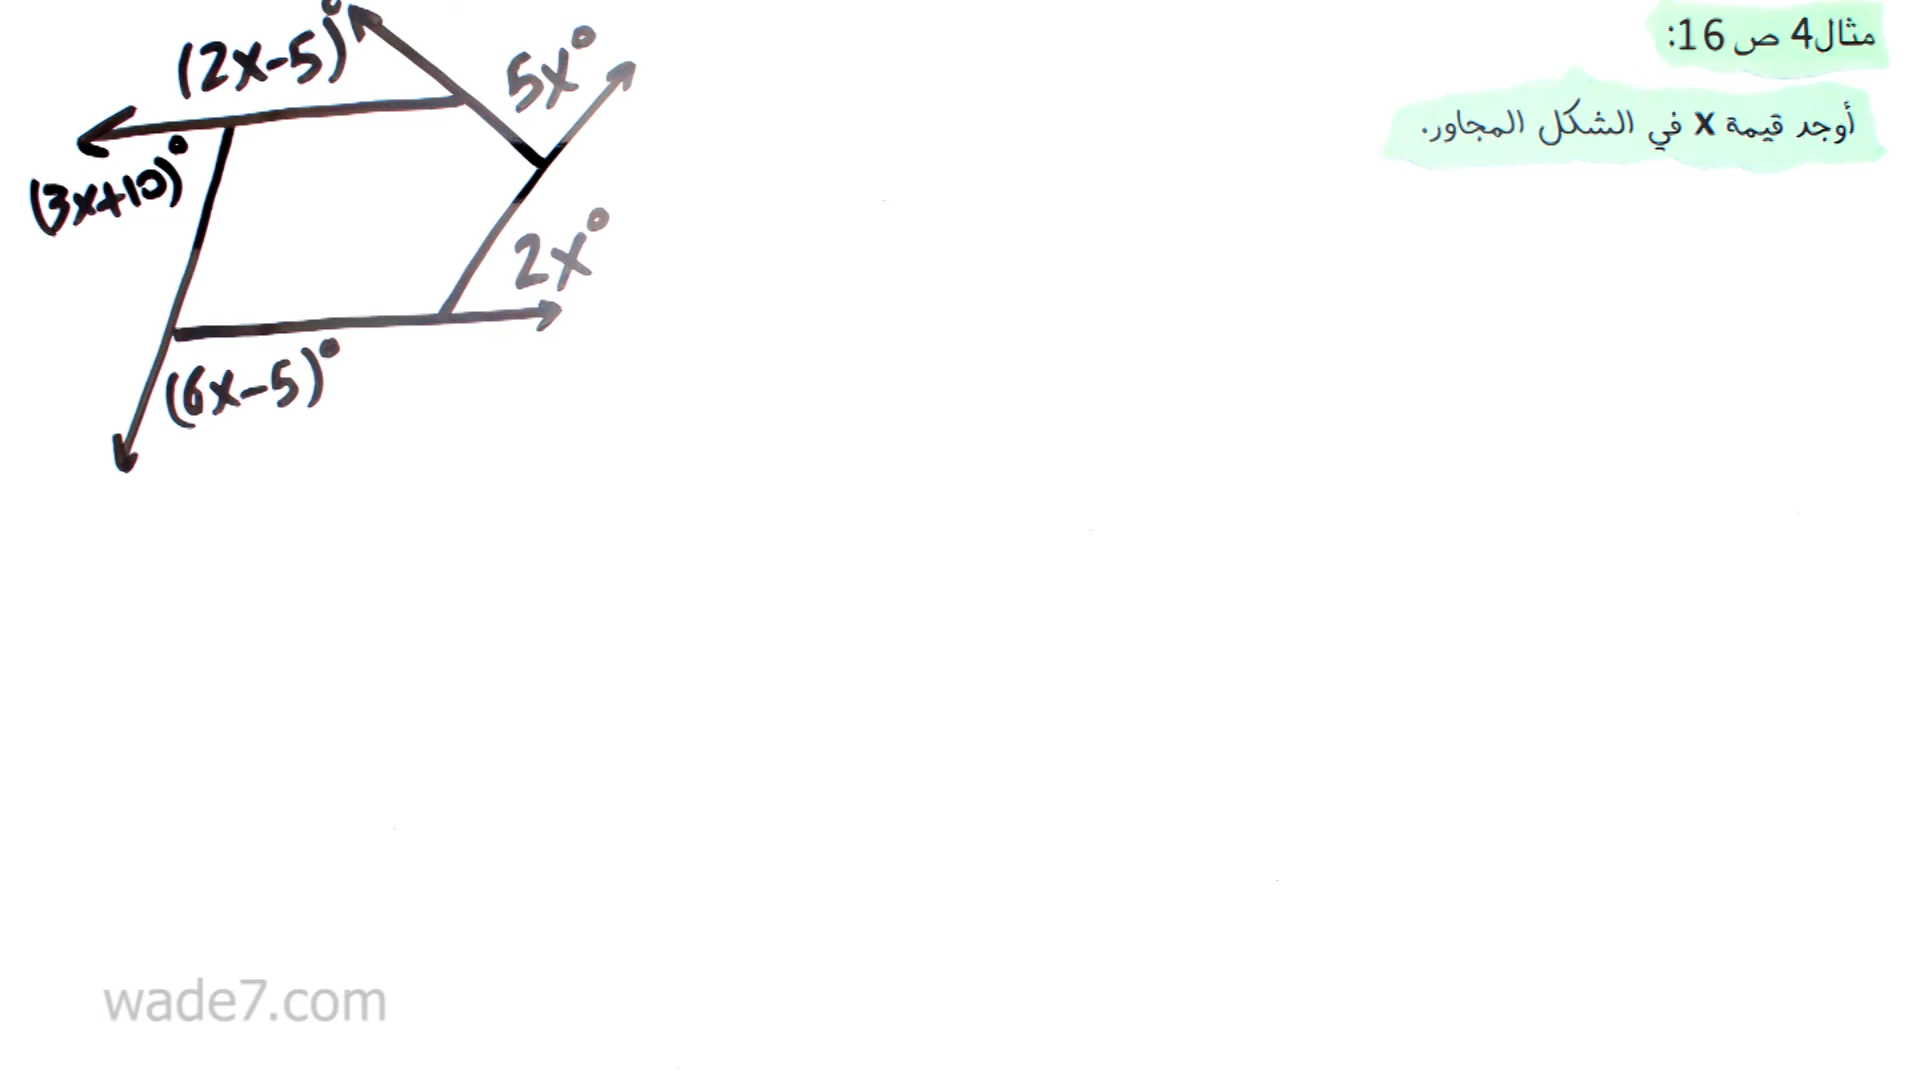 مثال4 ص 16:
أوجد قيمة x في الشكل المجاور.
(2x-5)°
5x°
(3x+10)°
2x°
(6x-5)°
wade7.com